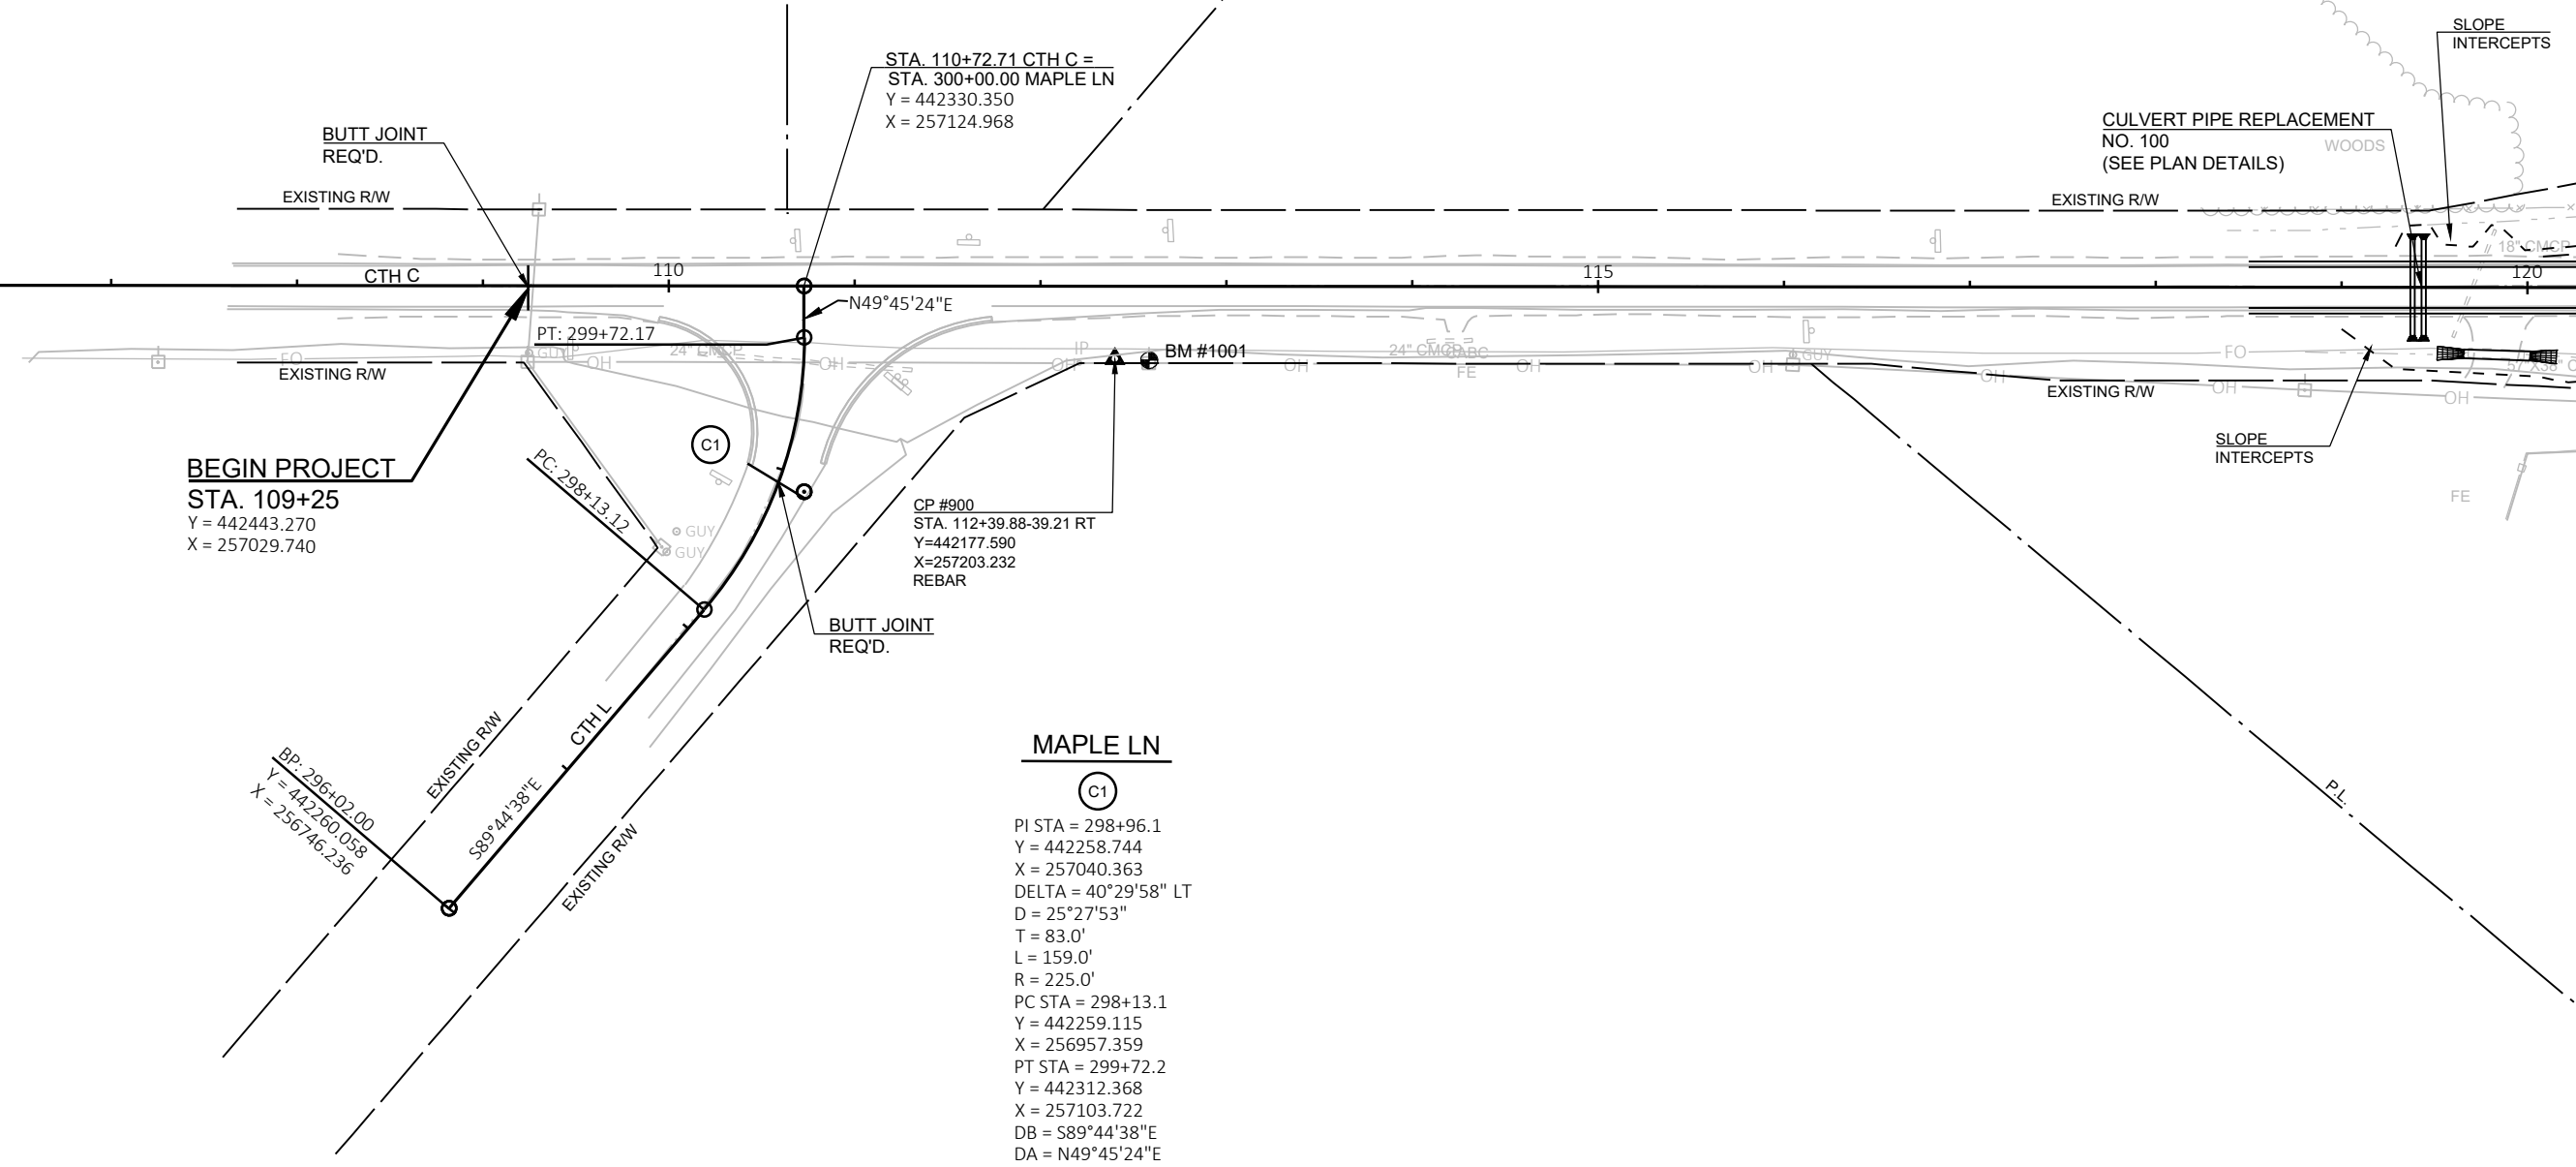 SLOPE
INTERCEPTS
STA. 110+72.71 CTH C =
STA. 300+00.00 MAPLE LN
Y = 442330.350
X = 257124.968
BUTT JOINT
REQ'D.
CULVERT PIPE REPLACEMENT
NO. 100
(SEE PLAN DETAILS)
WOODS
EXISTING R/W
EXISTING R/W
18" CMCP
CTH C
110
115
120
N49°45'24"E
PT: 299+72.17
GUY
OH
24" CMCP
OH
IP
OH
BM #1001
OH
24" CMCP
FE
OH
OH
GUY
FO
FO
EXISTING R/W
OH
EXISTING R/W
OH
OH
C1
BEGIN PROJECT
STA. 109+25
Y = 442443.270
X = 257029.740
PC: 298+13.12
GUY
GUY
CP #900
STA. 112+39.88-39.21 RT
Y=442177.590
X=257203.232
REBAR
SLOPE
INTERCEPTS
FE
BUTT JOINT
REQ'D.
CTH L
EXISTING R/W
BP: 296+02.00
Y = 442260.058
X = 256746.236
S89°44'38"E
EXISTING R/W
P.L.
MAPLE LN
C1
PI STA = 298+96.1
Y = 442258.744
X = 257040.363
DELTA = 40°29'58" LT
D = 25°27'53"
T = 83.0'
L = 159.0'
R = 225.0'
PC STA = 298+13.1
Y = 442259.115
X = 256957.359
PT STA = 299+72.2
Y = 442312.368
X = 257103.722
DB = S89°44'38"E
DA = N49°45'24"E